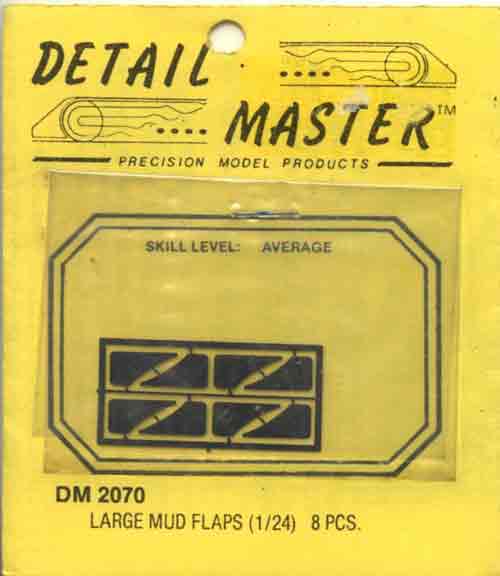 DETAIL
MASTER™
PRECISION MODEL PRODUCTS
SKILL LEVEL: AVERAGE
DM 2070
LARGE MUD FLAPS (1/24) 8 PCS.